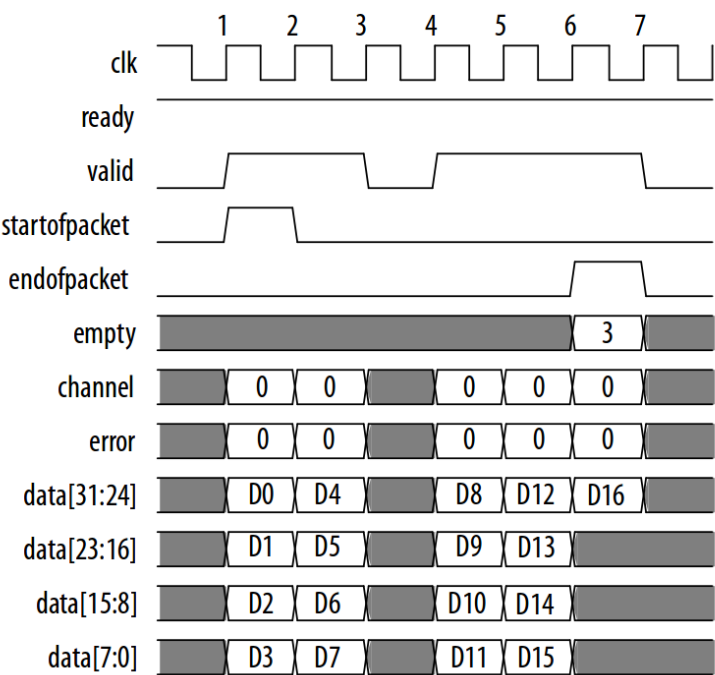 1 2 3 4 5 6 7
clk
ready
valid
startofpacket
endofpacket
empty 3
channel 0 0 0 0 0
error 0 0 0 0 0
data[31:24] D0 D4 D8 D12 D16
data[23:16] D1 D5 D9 D13
data[15:8] D2 D6 D10 D14
data[7:0] D3 D7 D11 D15